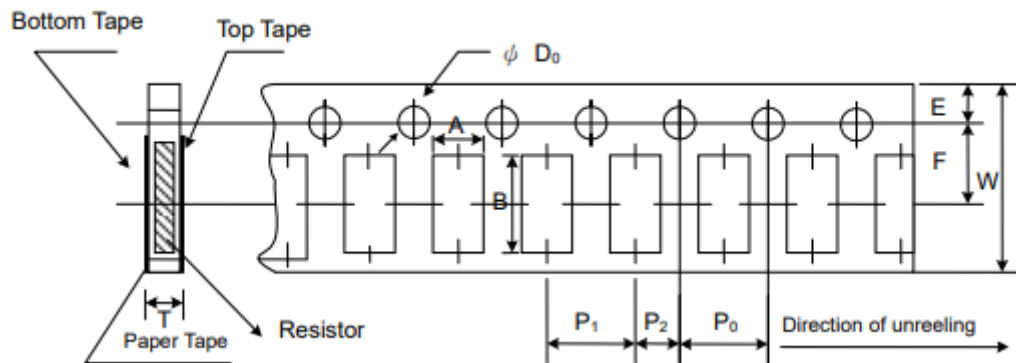 Bottom Tape
Top Tape
ϕ D₀
E
A
F
W
B
T
Paper Tape
Resistor
P₁
P₂
P₀
Direction of unreeling